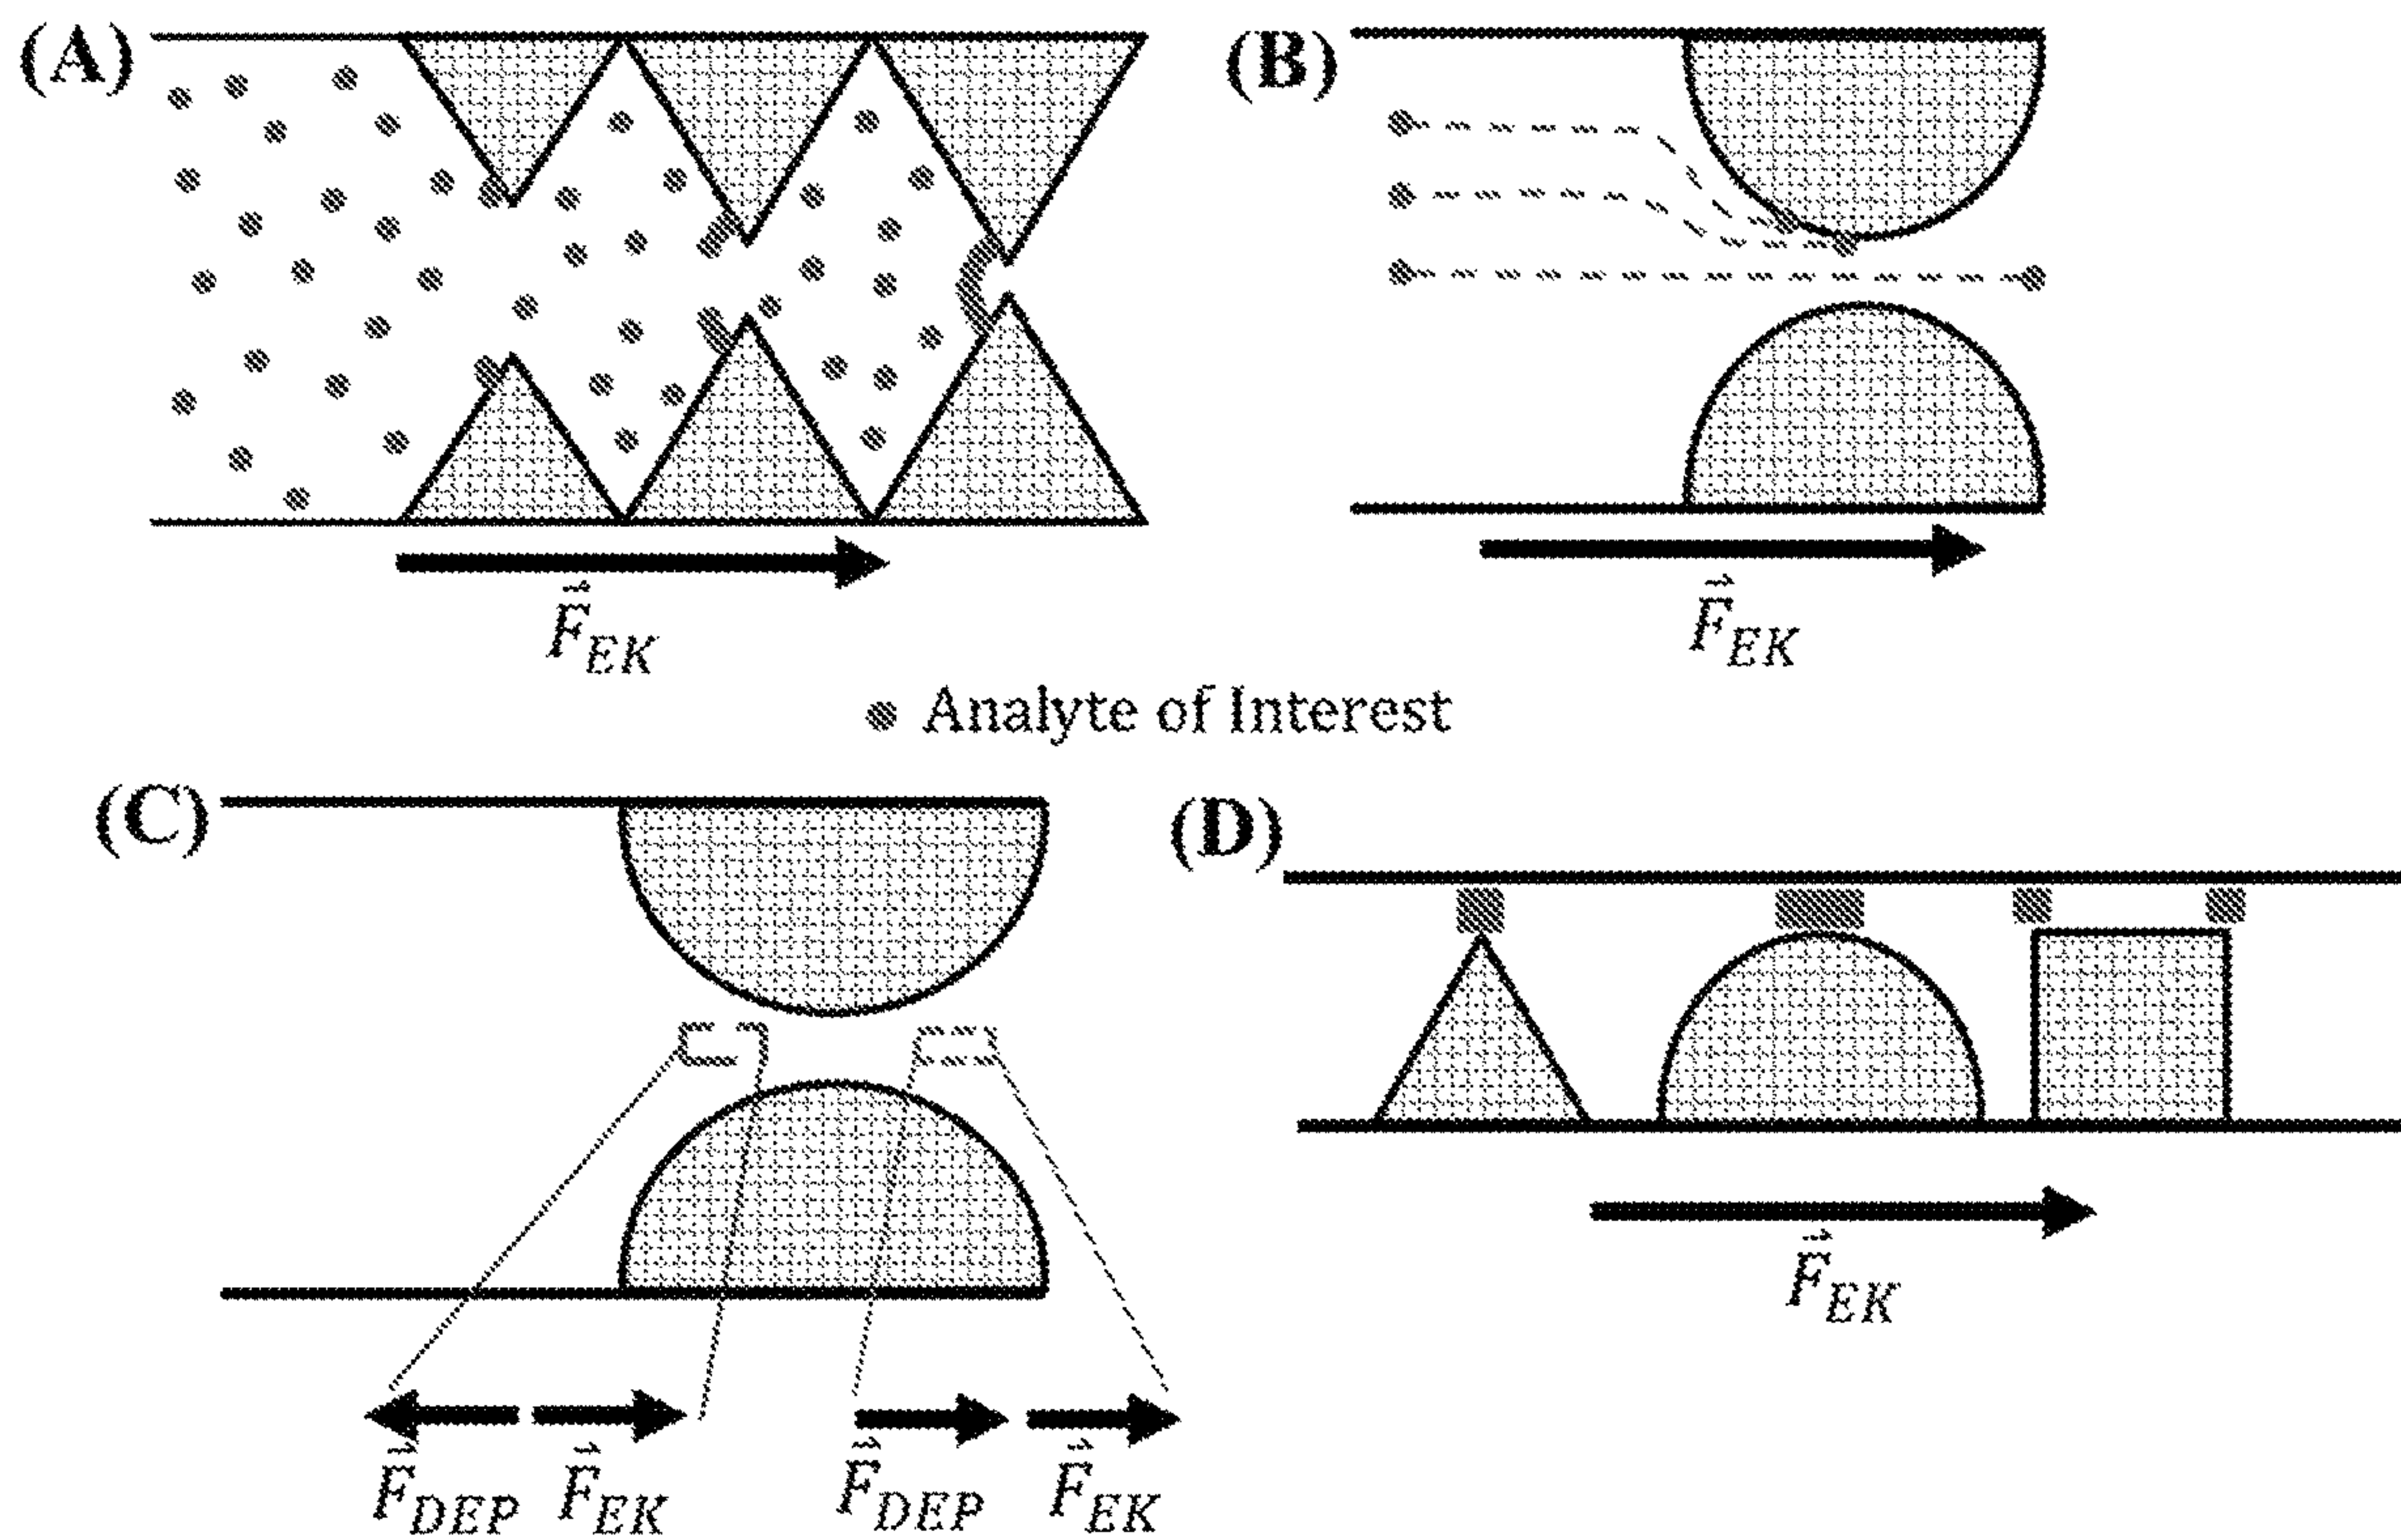 (A)
(B)
F⃗EK
F⃗EK
Analyte of Interest
(C)
(D)
F⃗EK
F⃗DEP F⃗EK F⃗DEP F⃗EK